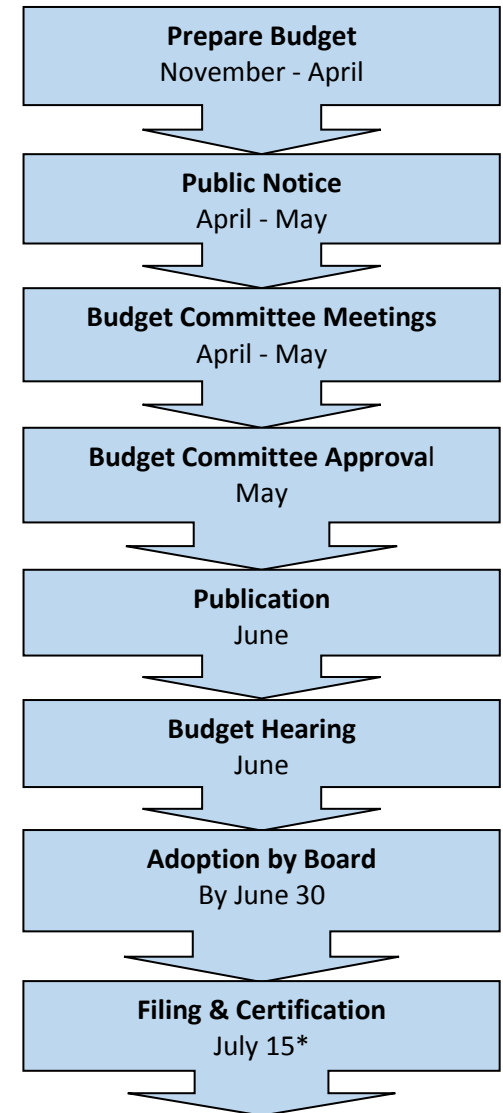 Prepare Budget
November - April
Public Notice
April - May
Budget Committee Meetings
April - May
Budget Committee Approval
May
Publication
June
Budget Hearing
June
Adoption by Board
By June 30
Filing & Certification
July 15*